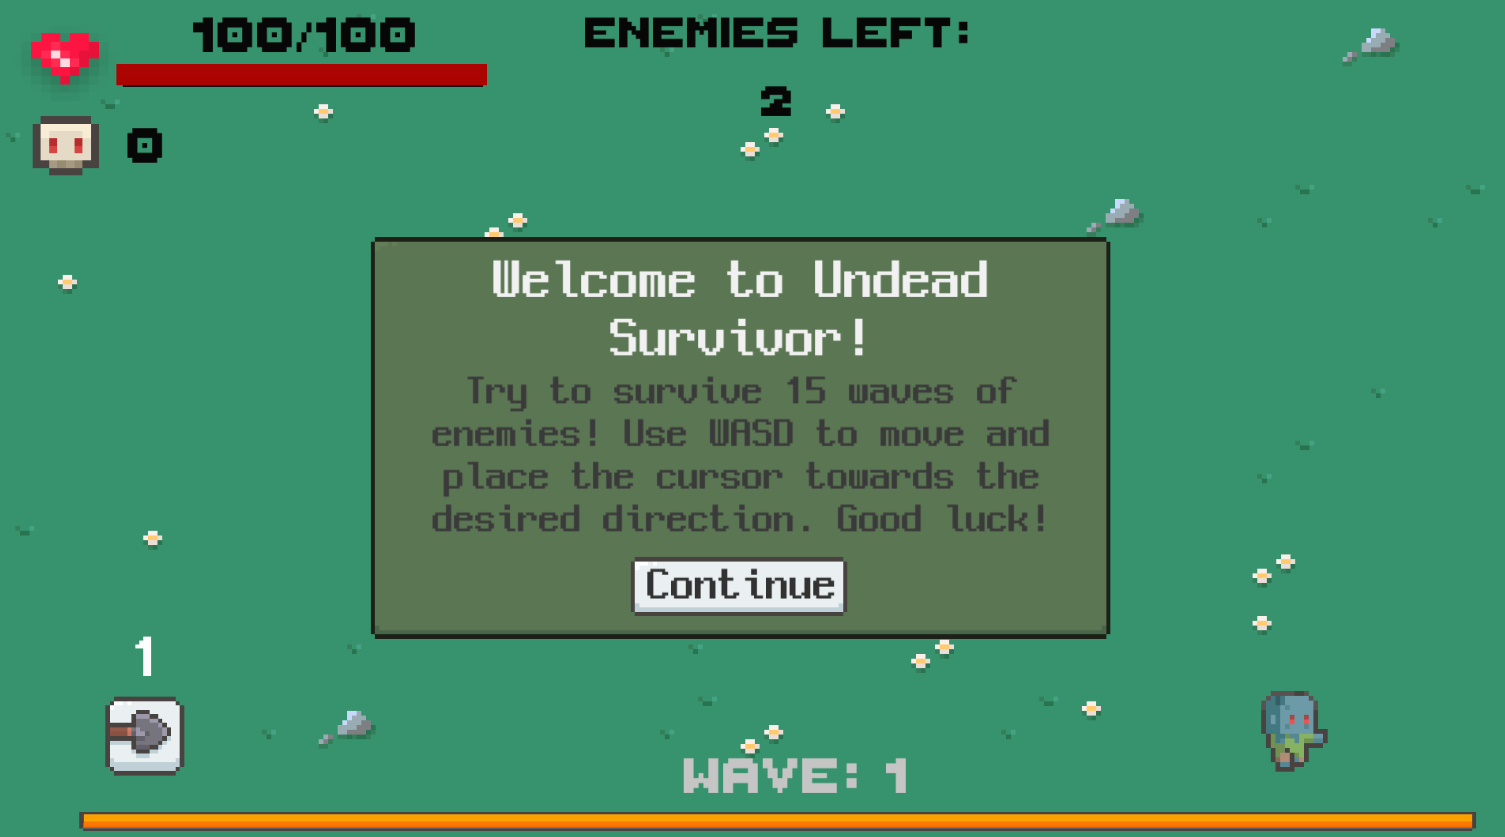 100/100
ENEMIES LEFT:
2
0
Welcome to Undead
Survivor!
Try to survive 15 waves of
enemies! Use WASD to move and
place the cursor towards the
desired direction. Good luck!
Continue
1
WAVE: 1